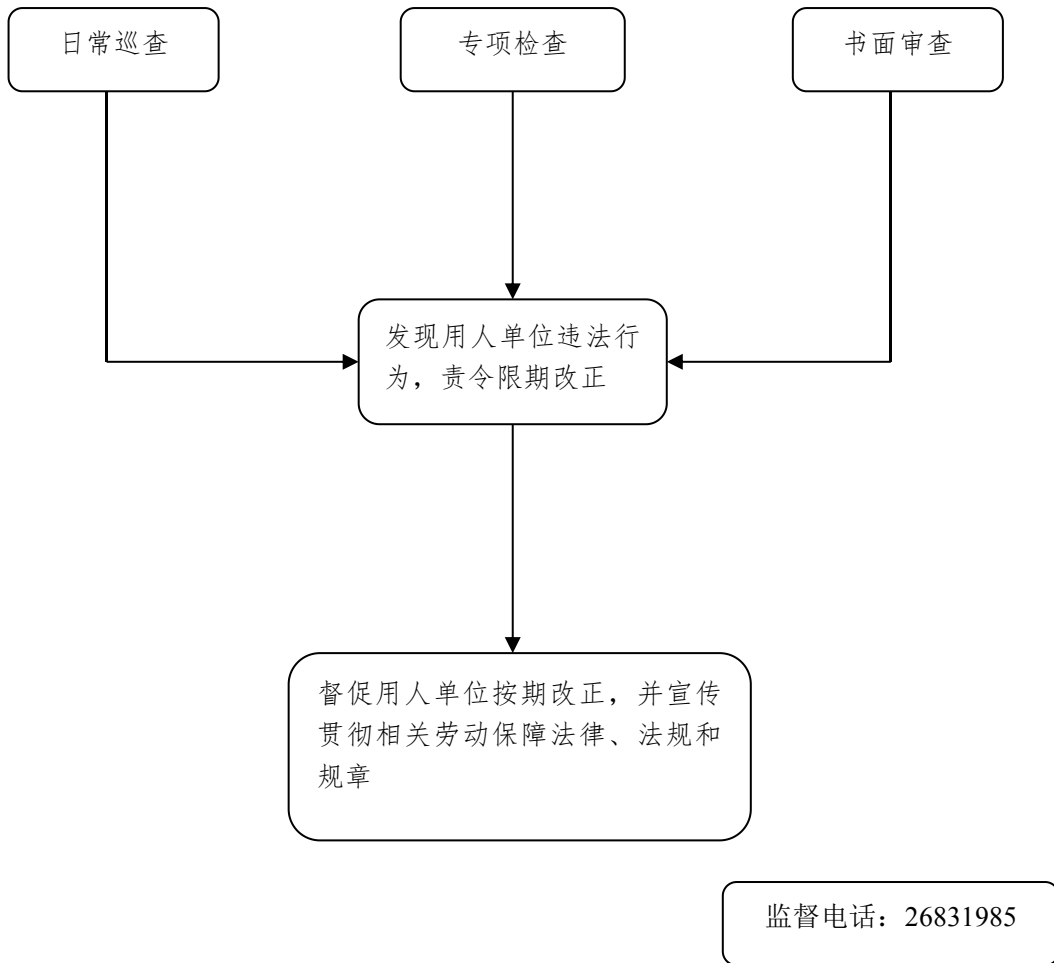 日常巡查
专项检查
书面审查
发现用人单位违法行
为，责令限期改正
督促用人单位按期改正，并宣传
贯彻相关劳动保障法律、法规和
规章
监督电话：26831985